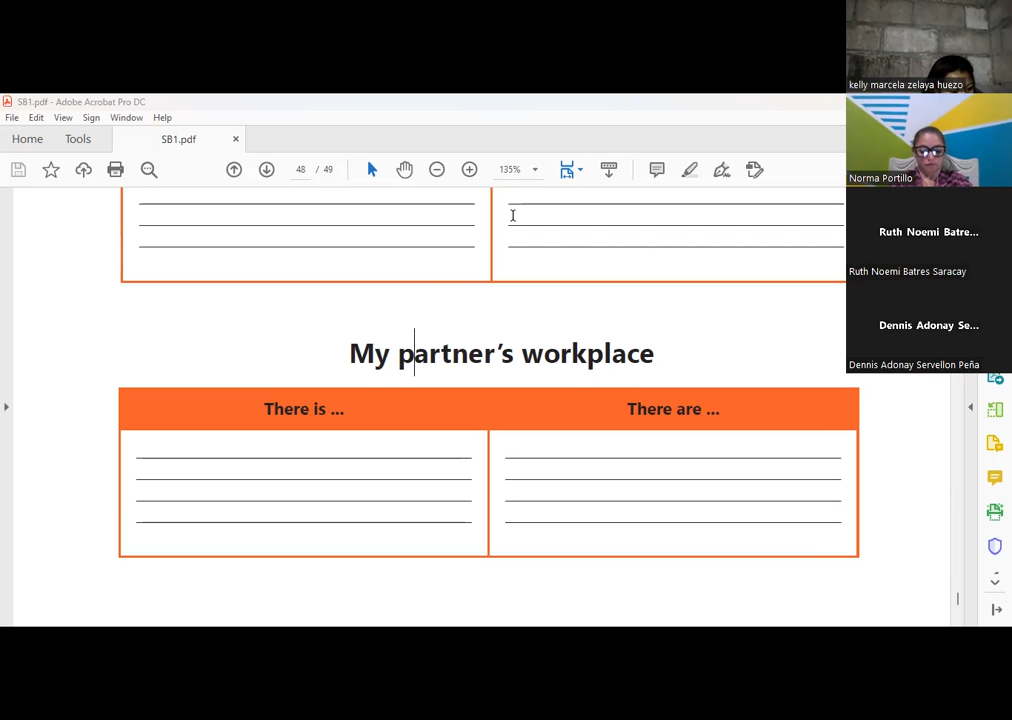 kelly marcela zelaya huezo
SB1.pdf - Adobe Acrobat Pro DC
File Edit View Sign Window Help
Home Tools SB1.pdf ×
48 / 49 135%
Norma Portillo
Ruth Noemi Batre...
Ruth Noemi Batres Saracay
Dennis Adonay Se...
Dennis Adonay Servellon Peña
My partner's workplace
There is ... There are ...